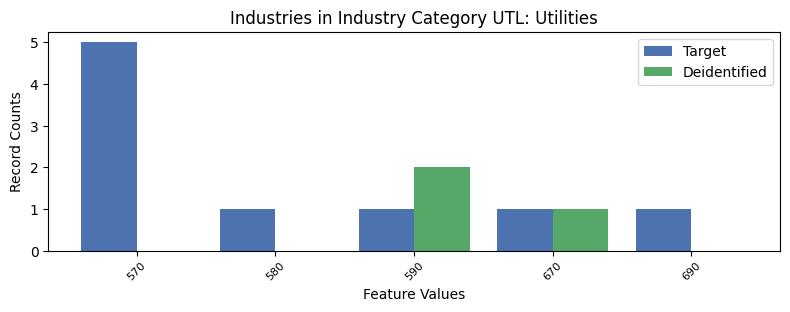 Industries in Industry Category UTL: Utilities
Target
Deidentified
Record Counts
5
4
3
2
1
0
570
580
590
670
690
Feature Values